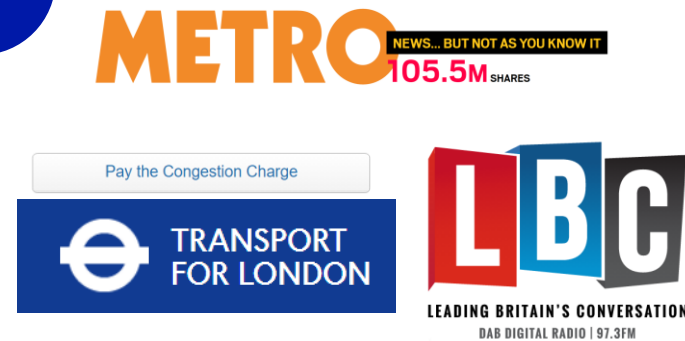 METRO
NEWS... BUT NOT AS YOU KNOW IT
105.5M SHARES
Pay the Congestion Charge
TRANSPORT
FOR LONDON
LBC
LEADING BRITAIN'S CONVERSATION
DAB DIGITAL RADIO | 97.3FM